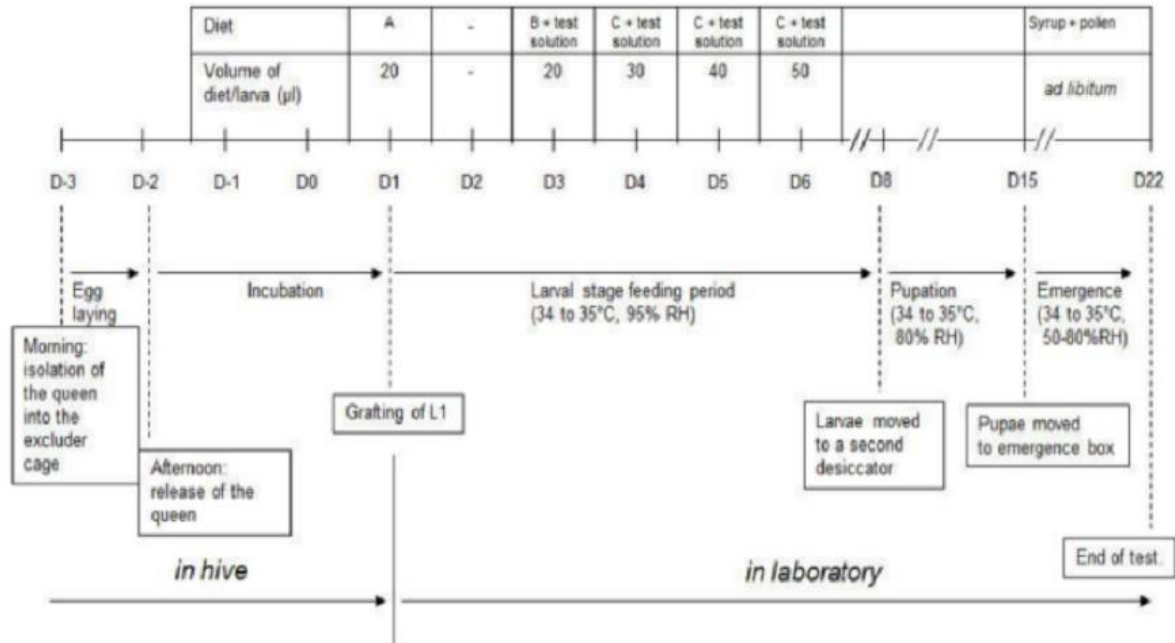 Diet
A
-
B + test
solution
C + test
solution
C + test
solution
C + test
solution
Syrup + pollen
Volume of
diet/larva (µl)
20
-
20
30
40
50
ad libitum
D-3
D-2
D-1
D0
D1
D2
D3
D4
D5
D6
D8
D15
D22
Egg
laying
Incubation
Larval stage feeding period
(34 to 35°C, 95% RH)
Pupation
(34 to 35°C,
80% RH)
Emergence
(34 to 35°C,
50-80%RH)
Morning:
isolation of
the queen
into the
excluder
cage
Afternoon:
release of the
queen
Grafting of L1
Larvae moved
to a second
desiccator
Pupae moved
to emergence box
End of test.
in hive
in laboratory